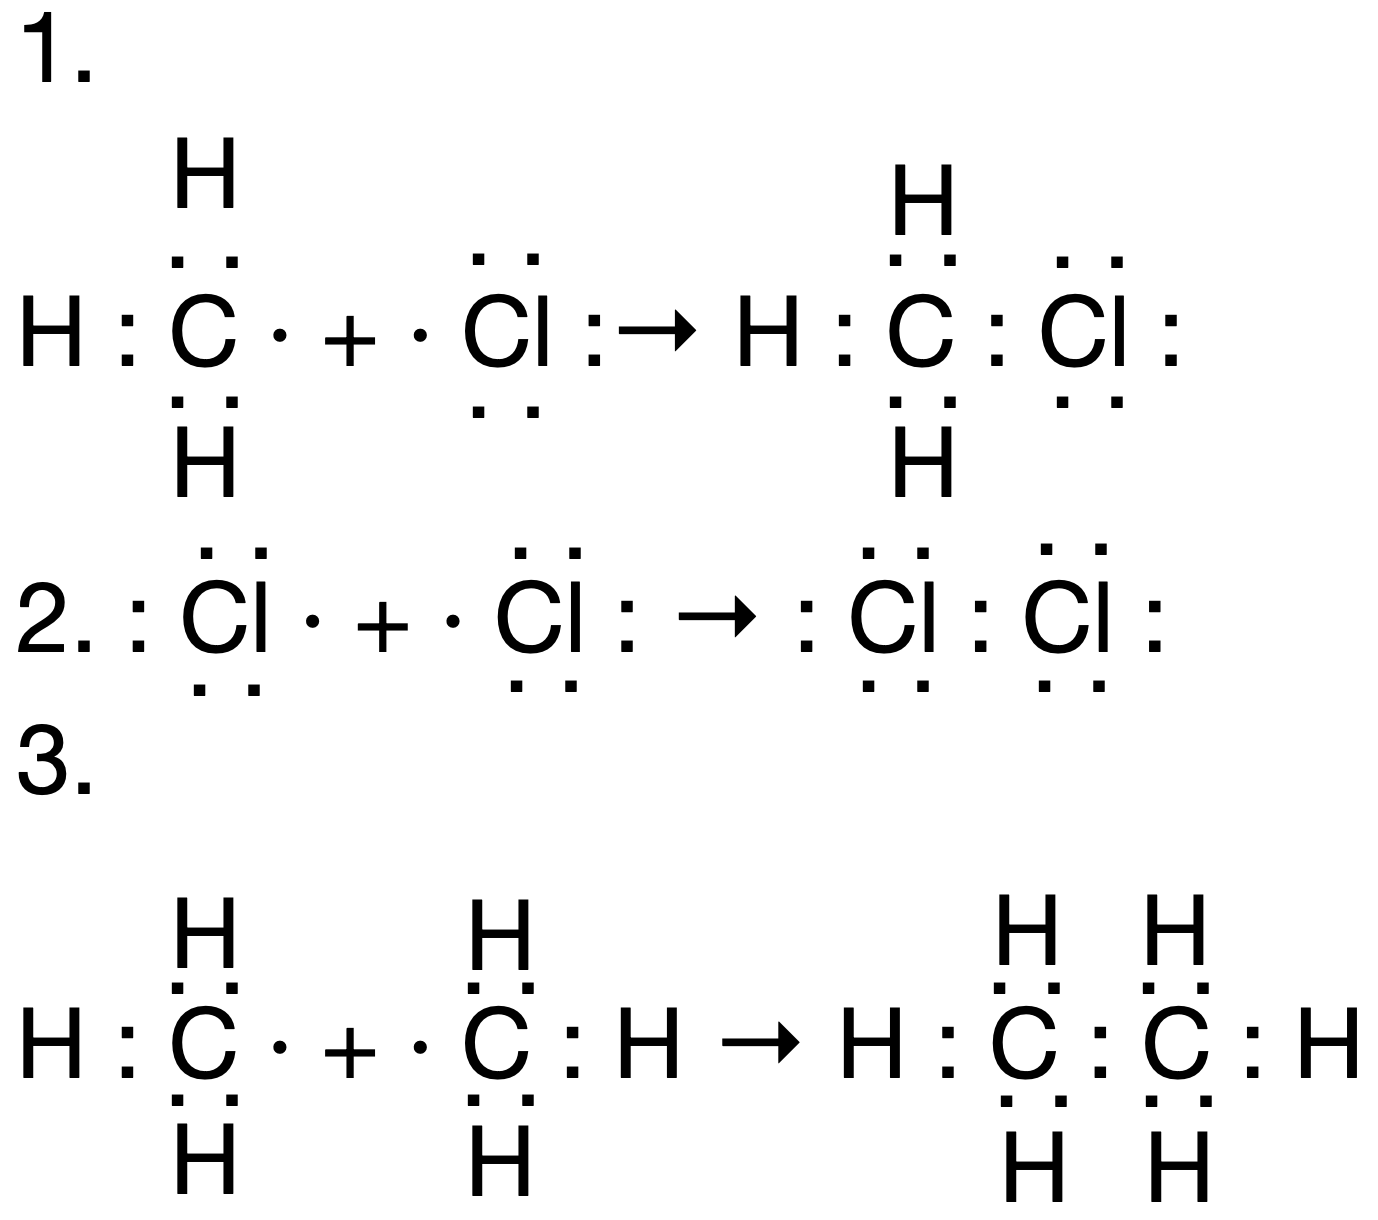 1.
H H
H : C · + · Cl : → H : C : Cl :
H H
2. : Cl · + · Cl : → : Cl : Cl :
3.
H H H H
H : C · + · C : H → H : C : C : H
H H H H